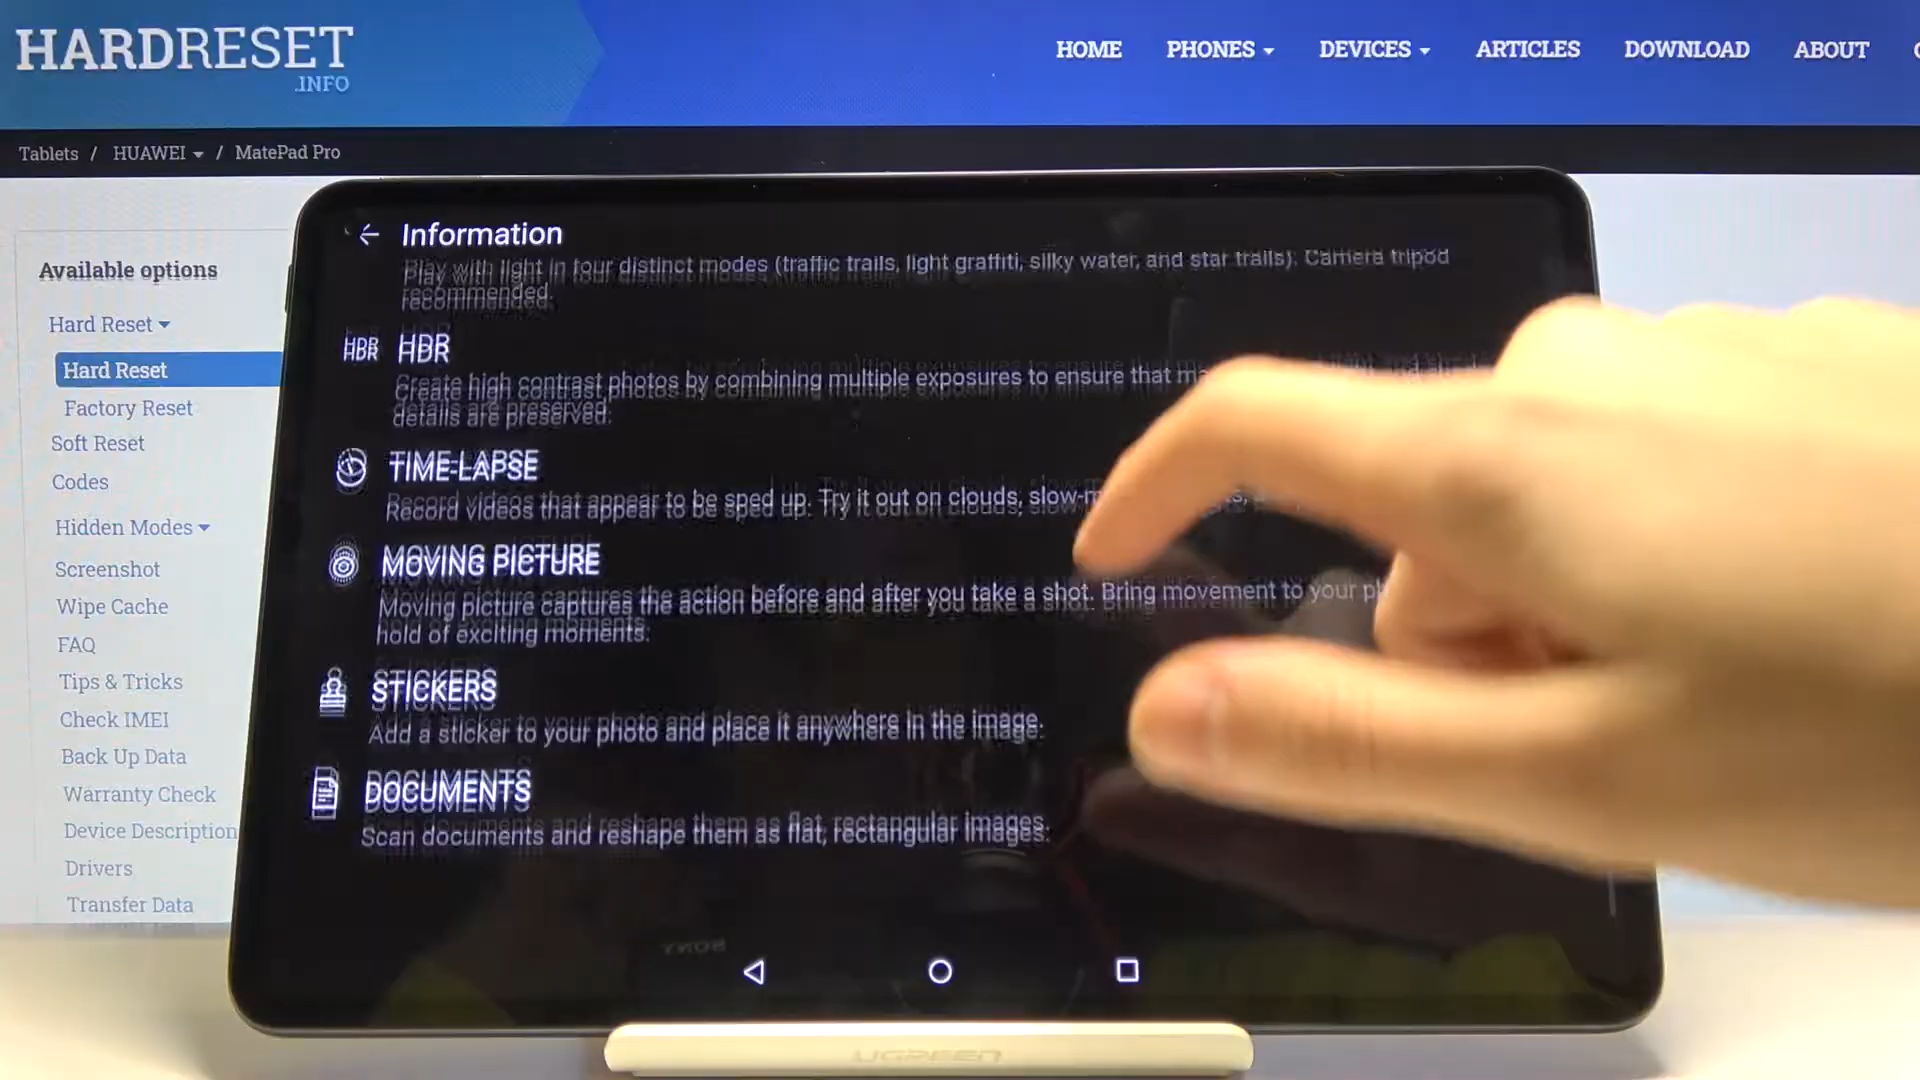 HARDRESET
.INFO
HOME PHONES DEVICES ARTICLES DOWNLOAD ABOUT
Tablets / HUAWEI / MatePad Pro
Available options
Hard Reset
Hard Reset
Factory Reset
Soft Reset
Codes
Hidden Modes
Screenshot
Wipe Cache
FAQ
Tips & Tricks
Check IMEI
Back Up Data
Warranty Check
Device Description
Drivers
Transfer Data
Information
Play with light in four distinct modes (traffic trails, light graffiti, silky water, and star trails). Camera tripod
recommended.
HDR HDR
Create high contrast photos by combining multiple exposures to ensure that
details are preserved.
TIME-LAPSE
Record videos that appear to be sped up. Try it out on clouds,
MOVING PICTURE
Moving picture captures the action before and after you take a shot. Bring movement to your
hold of exciting moments.
STICKERS
Add a sticker to your photo and place it anywhere in the image.
DOCUMENTS
Scan documents and reshape them as flat, rectangular images.
SONY
UGREEN